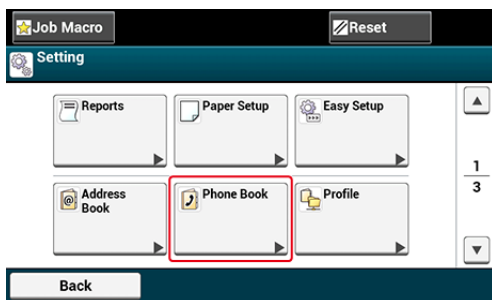 Job Macro
Reset
Setting
Reports
Paper Setup
Easy Setup
Address
Book
Phone Book
Profile
1
3
Back